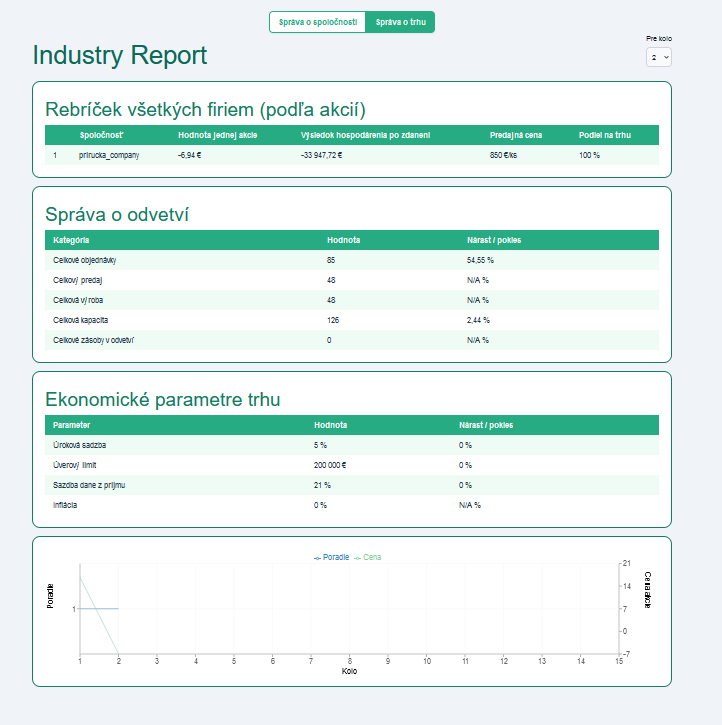 Správa o spoločnosti Správa o trhu
Pre kolo
Industry Report
2
Rebríček všetkých firiem (podľa akcií)
Spoločnosť Hodnota jednej akcie Výsledok hospodárenia po zdanení Predajná cena Podiel na trhu
1 prirucka_company -6,94 € -33 947,72 € 850 €/ks 100 %
Správa o odvetví
Kategória Hodnota Nárast / pokles
Celkové objednávky 85 54,55 %
Celkový predaj 48 N/A %
Celková výroba 48 N/A %
Celková kapacita 126 2,44 %
Celkové zásoby v odvetví 0 N/A %
Ekonomické parametre trhu
Parameter Hodnota Nárast / pokles
Úroková sadzba 5 % 0 %
Úverový limit 200 000 € 0 %
Sadzba dane z príjmu 21 % 0 %
Inflácia 0 % N/A %
Poradie Cena
21
14
7
0
-7
Poradie
1
Cena akcie
1 2 3 4 5 6 7 8 9 10 11 12 13 14 15
Kolo